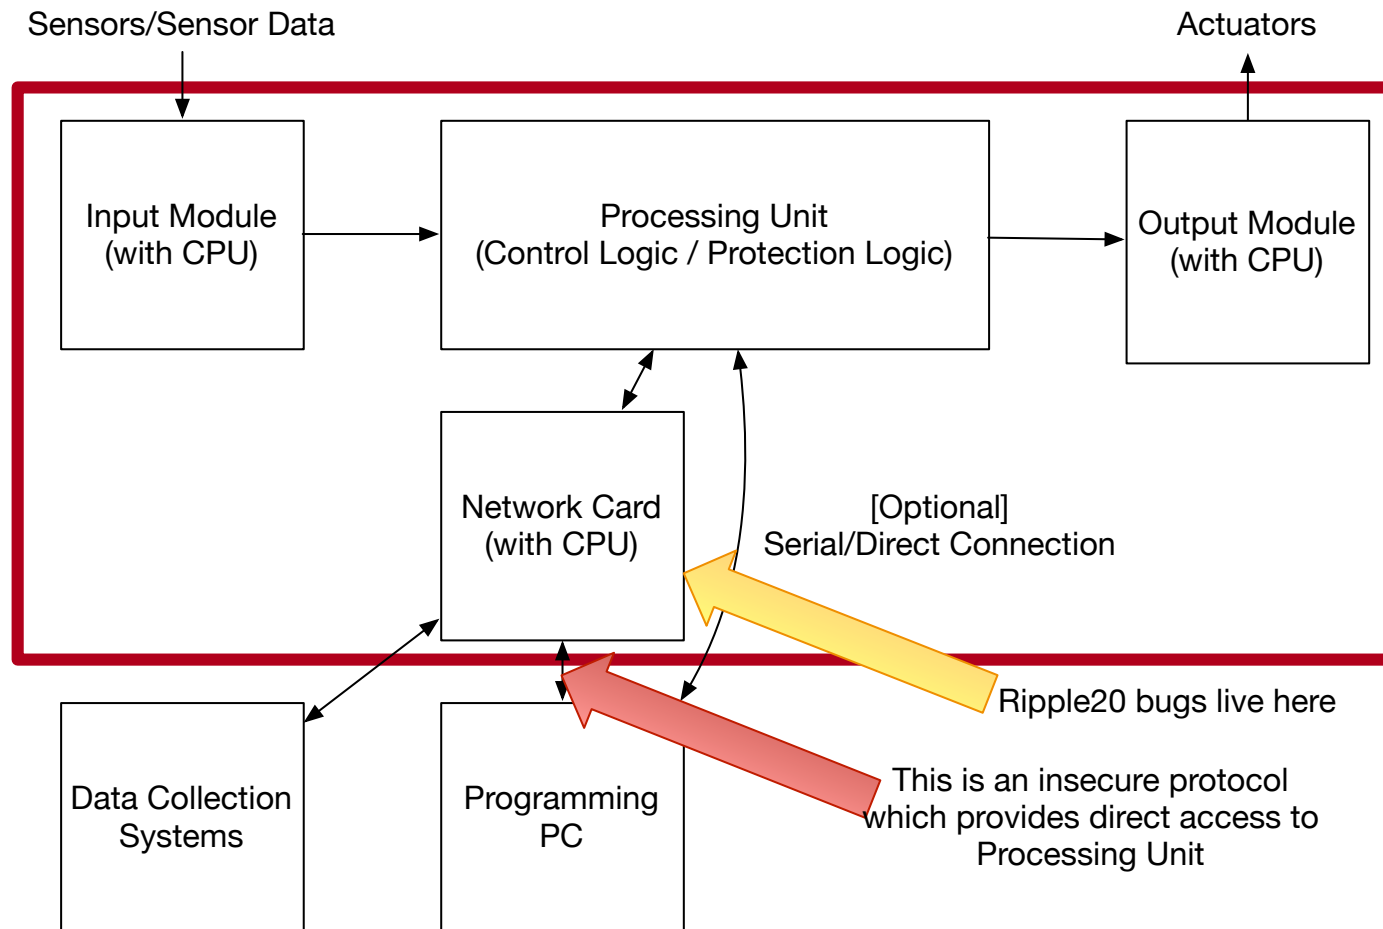 Sensors/Sensor Data
Actuators
Input Module
(with CPU)
Processing Unit
(Control Logic / Protection Logic)
Output Module
(with CPU)
Network Card
(with CPU)
[Optional]
Serial/Direct Connection
Ripple20 bugs live here
Data Collection
Systems
Programming
PC
This is an insecure protocol
which provides direct access to
Processing Unit